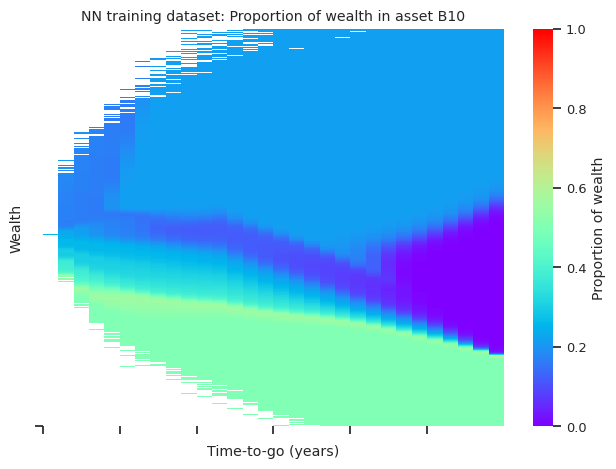 NN training dataset: Proportion of wealth in asset B10
Wealth
Time-to-go (years)
1.0
0.8
0.6
0.4
0.2
0.0
Proportion of wealth